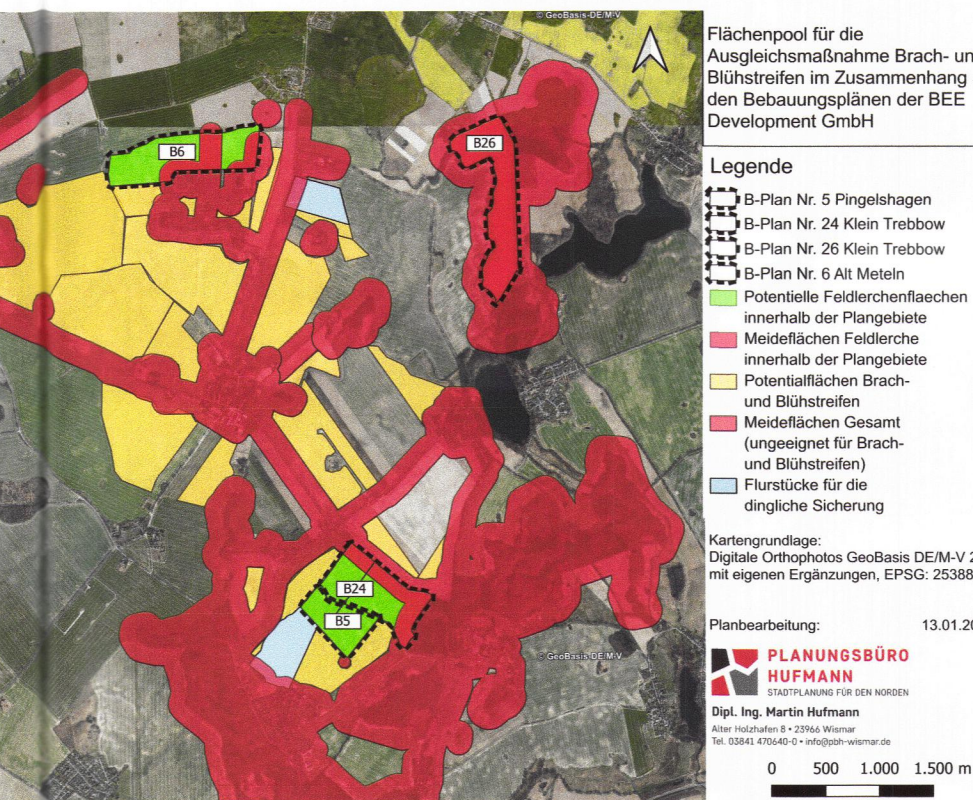 © GeoBasis-DE/M-V
Flächenpool für die
Ausgleichsmaßnahme Brach- un
Blühstreifen im Zusammenhang
den Bebauungsplänen der BEE
Development GmbH
B6
B26
Legende
B-Plan Nr. 5 Pingelshagen
B-Plan Nr. 24 Klein Trebbow
B-Plan Nr. 26 Klein Trebbow
B-Plan Nr. 6 Alt Meteln
Potentielle Feldlerchenflaechen
innerhalb der Plangebiete
Meideflächen Feldlerche
innerhalb der Plangebiete
Potentialflächen Brach-
und Blühstreifen
Meideflächen Gesamt
(ungeeignet für Brach-
und Blühstreifen)
Flurstücke für die
dingliche Sicherung
Kartengrundlage:
Digitale Orthophotos GeoBasis DE/M-V 2
mit eigenen Ergänzungen, EPSG: 25388
B24
B5
Planbearbeitung: 13.01.20
© GeoBasis-DE/M-V
PLANUNGSBÜRO
HUFMANN
STADTPLANUNG FÜR DEN NORDEN
Dipl. Ing. Martin Hufmann
Alter Holzhafen 8 • 23966 Wismar
Tel. 03841 470640-0 • info@pbh-wismar.de
0 500 1.000 1.500 m